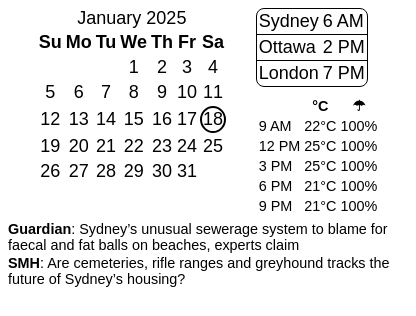 January 2025
Su Mo Tu We Th Fr Sa
1 2 3 4
5 6 7 8 9 10 11
12 13 14 15 16 17 18
19 20 21 22 23 24 25
26 27 28 29 30 31
Sydney 6 AM
Ottawa 2 PM
London 7 PM
°C ☂
9 AM 22°C 100%
12 PM 25°C 100%
3 PM 25°C 100%
6 PM 21°C 100%
9 PM 21°C 100%
Guardian: Sydney’s unusual sewerage system to blame for
faecal and fat balls on beaches, experts claim
SMH: Are cemeteries, rifle ranges and greyhound tracks the
future of Sydney’s housing?